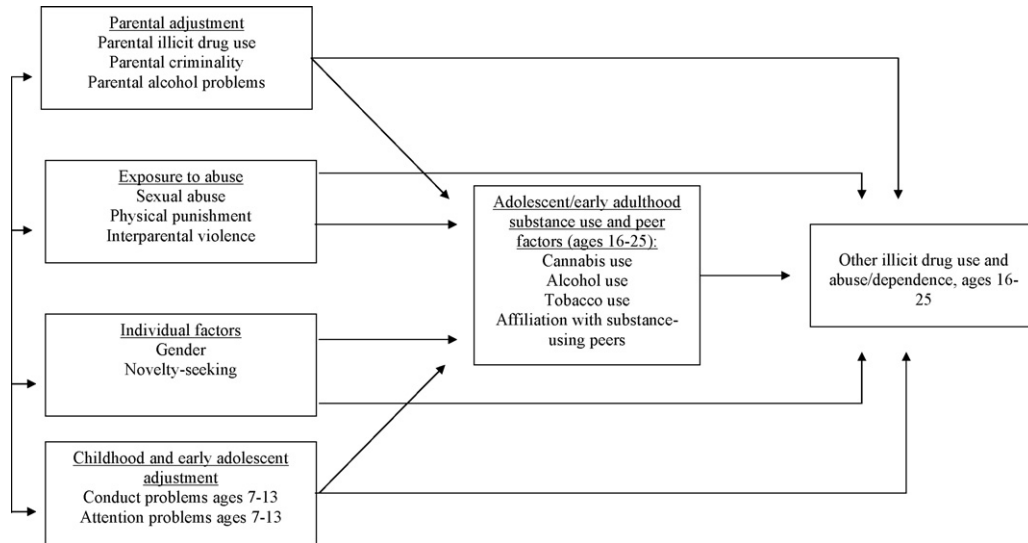 Parental adjustment
Parental illicit drug use
Parental criminality
Parental alcohol problems
Exposure to abuse
Sexual abuse
Physical punishment
Interparental violence
Individual factors
Gender
Novelty-seeking
Childhood and early adolescent
adjustment
Conduct problems ages 7-13
Attention problems ages 7-13
Adolescent/early adulthood
substance use and peer
factors (ages 16-25):
Cannabis use
Alcohol use
Tobacco use
Affiliation with substance-
using peers
Other illicit drug use and
abuse/dependence, ages 16-
25